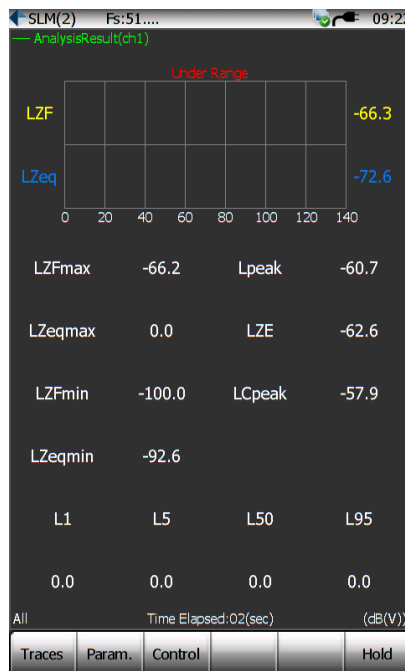 SLM(2) Fs:51.... 09:22
AnalysisResult(ch1)
Under Range
LZF -66.3
LZeq -72.6
0 20 40 60 80 100 120 140
LZFmax -66.2 Lpeak -60.7
LZeqmax 0.0 LZE -62.6
LZFmin -100.0 LCpeak -57.9
LZeqmin -92.6
L1 L5 L50 L95
0.0 0.0 0.0 0.0
All Time Elapsed:02(sec) (dB(V))
Traces Param. Control Hold